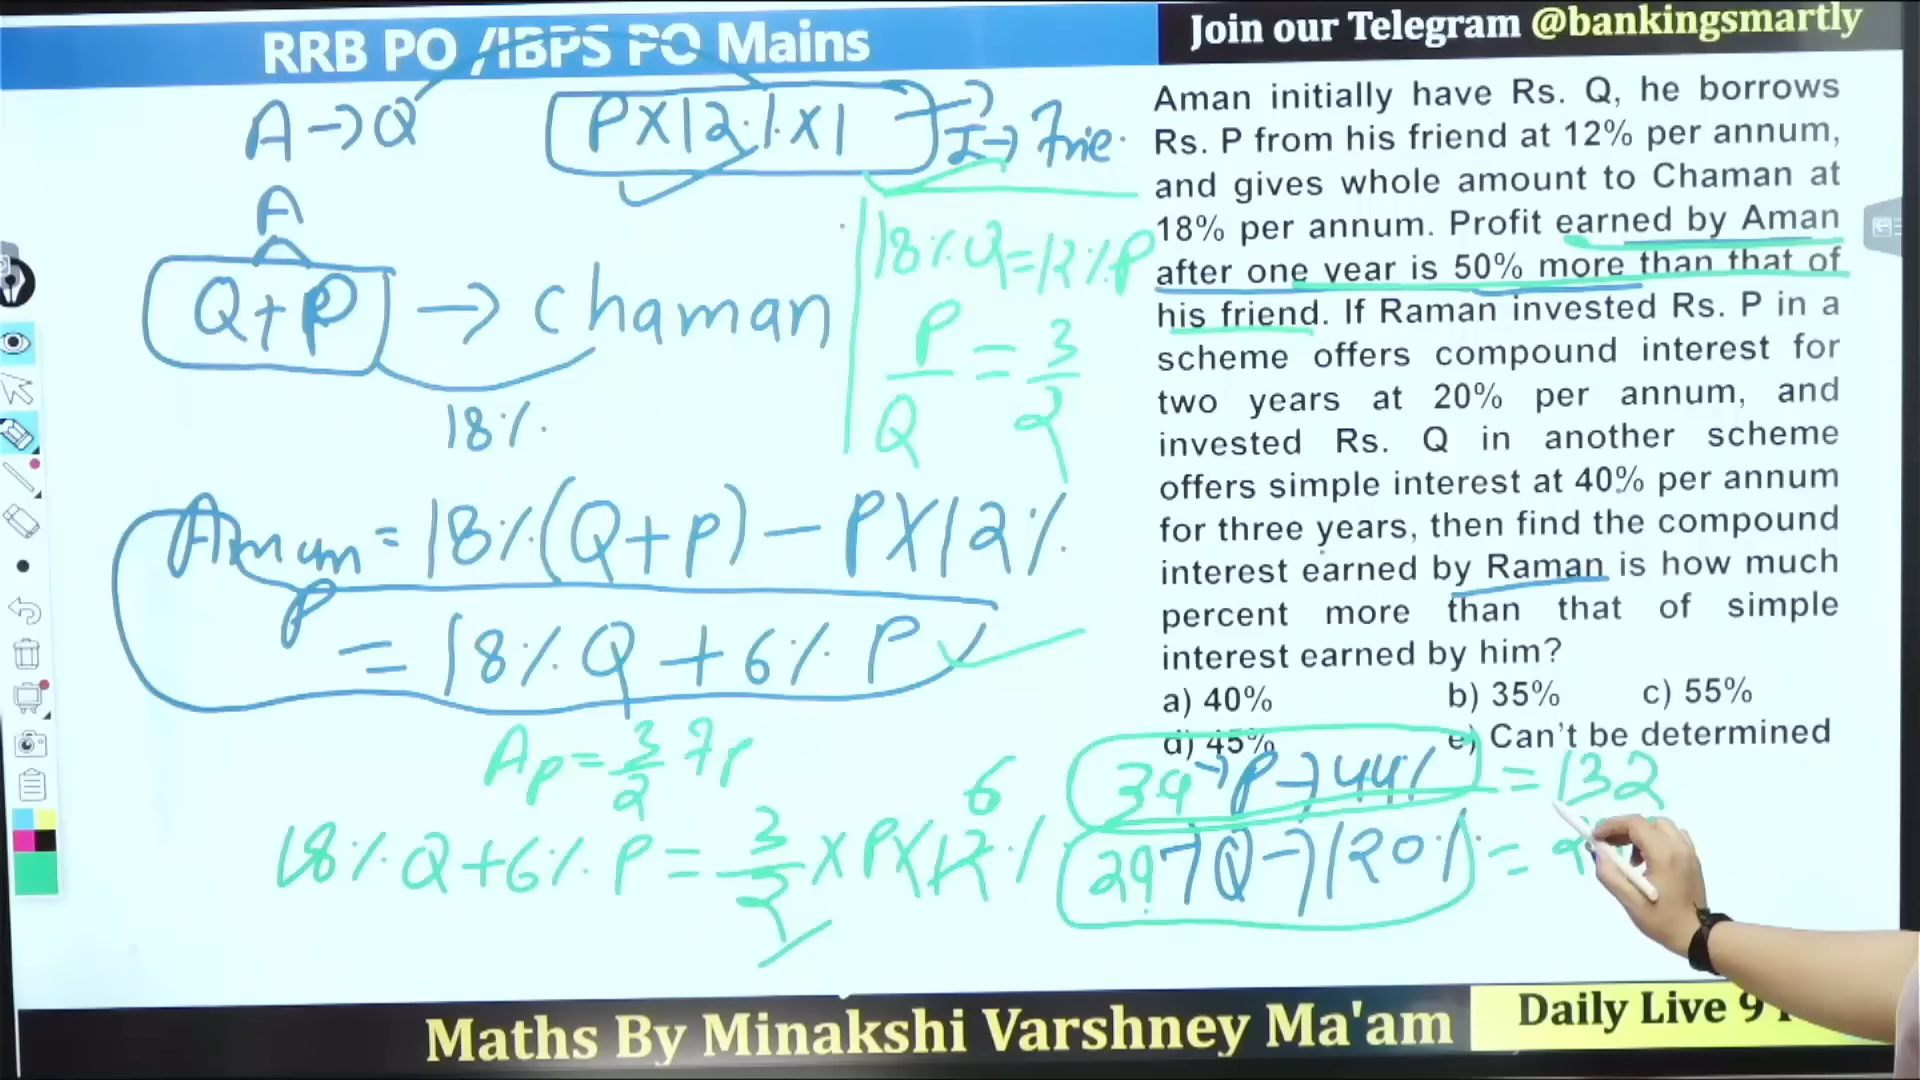 RRB PO /IBPS PO Mains
Join our Telegram @bankingsmartly
A → Q
P×12%×1
I → Frie.
A
Q+P → Chaman
18%
18%Q=12%P
P/Q = 3/2
Aman = 18%(Q+P) - P×12%
P
= 18%Q + 6% P
Ap = 3/2 Fp
18%Q+6%P = 3/2 × P×12%
6
→P→44% = 132
→Q→120% =
Aman initially have Rs. Q, he borrows
Rs. P from his friend at 12% per annum,
and gives whole amount to Chaman at
18% per annum. Profit earned by Aman
after one year is 50% more than that of
his friend. If Raman invested Rs. P in a
scheme offers compound interest for
two years at 20% per annum, and
invested Rs. Q in another scheme
offers simple interest at 40% per annum
for three years, then find the compound
interest earned by Raman is how much
percent more than that of simple
interest earned by him?
a) 40% b) 35% c) 55%
d) 45% e) Can't be determined
Maths By Minakshi Varshney Ma'am
Daily Live 9